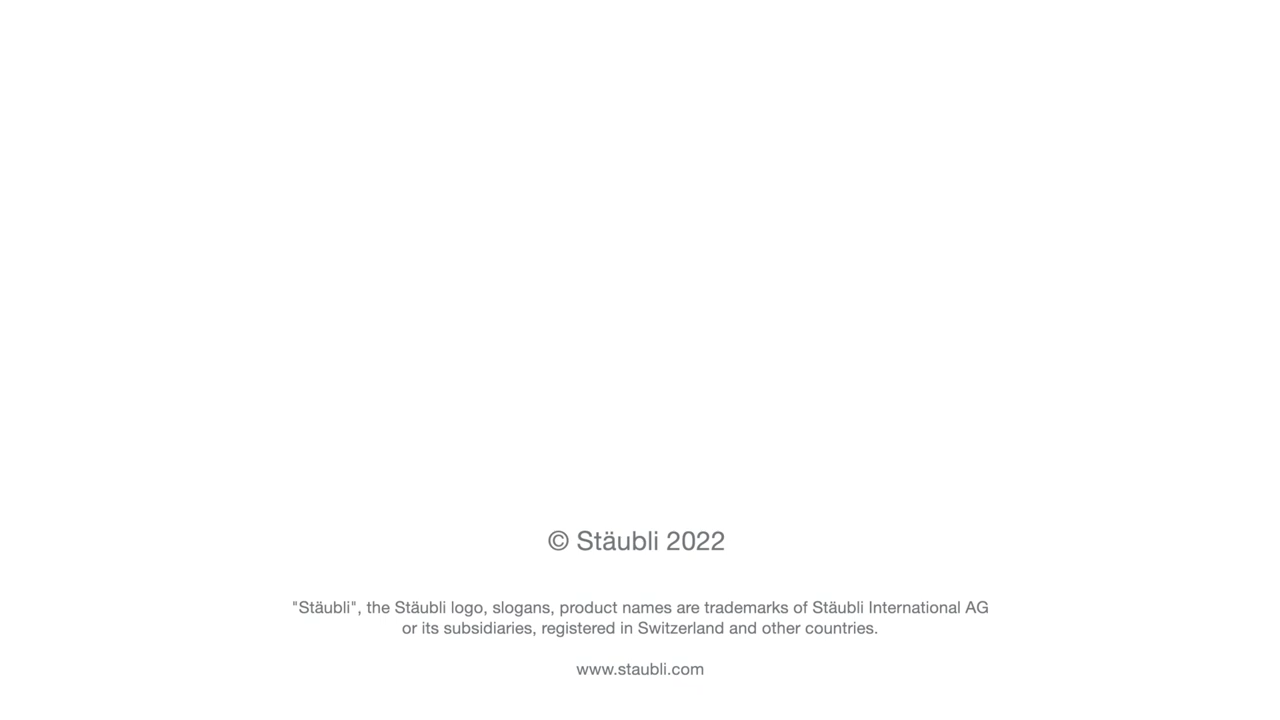 © Stäubli 2022
"Stäubli", the Stäubli logo, slogans, product names are trademarks of Stäubli International AG
or its subsidiaries, registered in Switzerland and other countries.
www.staubli.com